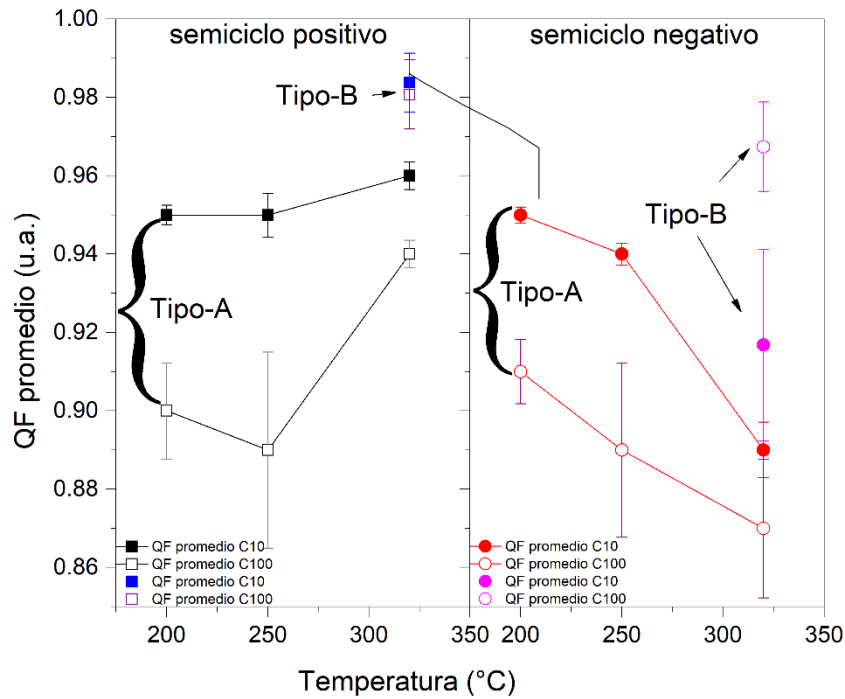 semiciclo positivo
semiciclo negativo
1.00
0.98
0.96
0.94
0.92
0.90
0.88
0.86
QF promedio (u.a.)
Tipo-B
Tipo-A
Tipo-B
Tipo-A
QF promedio C10
QF promedio C100
QF promedio C10
QF promedio C100
QF promedio C10
QF promedio C100
QF promedio C10
QF promedio C100
200
250
300
350
200
250
300
350
Temperatura (°C)